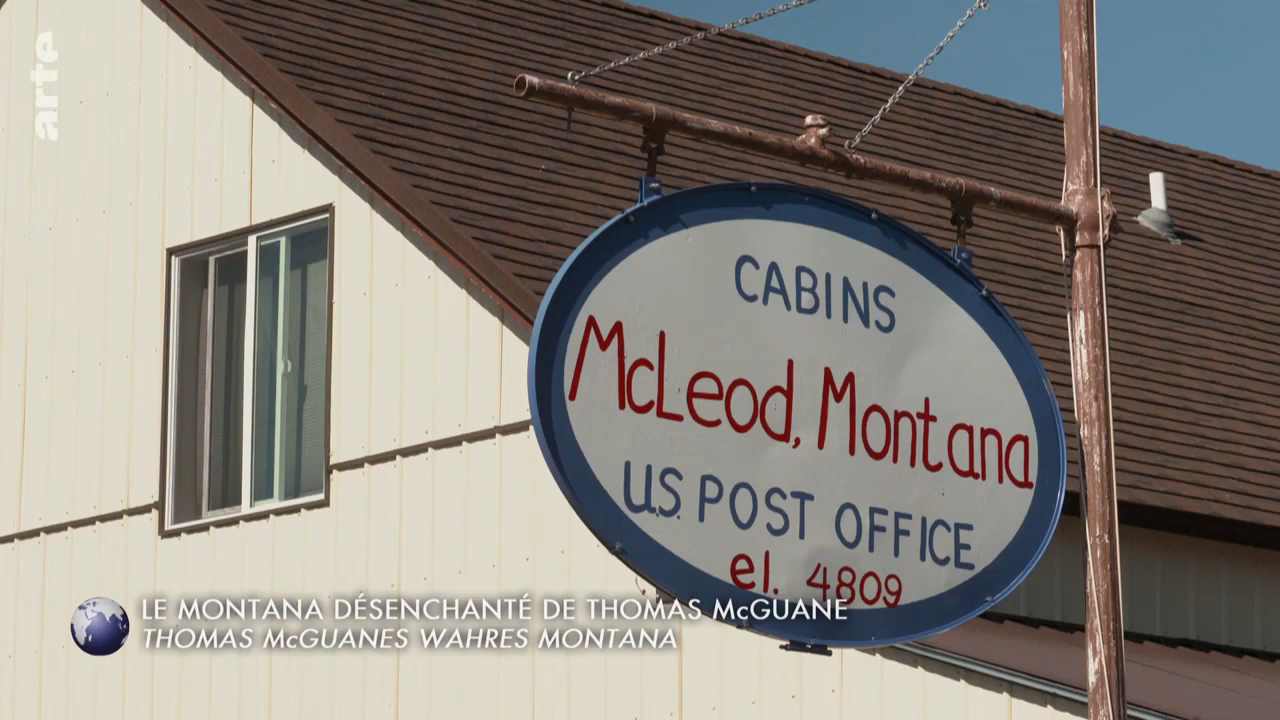 arte
CABINS
McLeod, Montana
U.S. POST OFFICE
el. 4809
LE MONTANA DÉSENCHANTÉ DE THOMAS McGUANE
THOMAS McGUANES WAHRES MONTANA